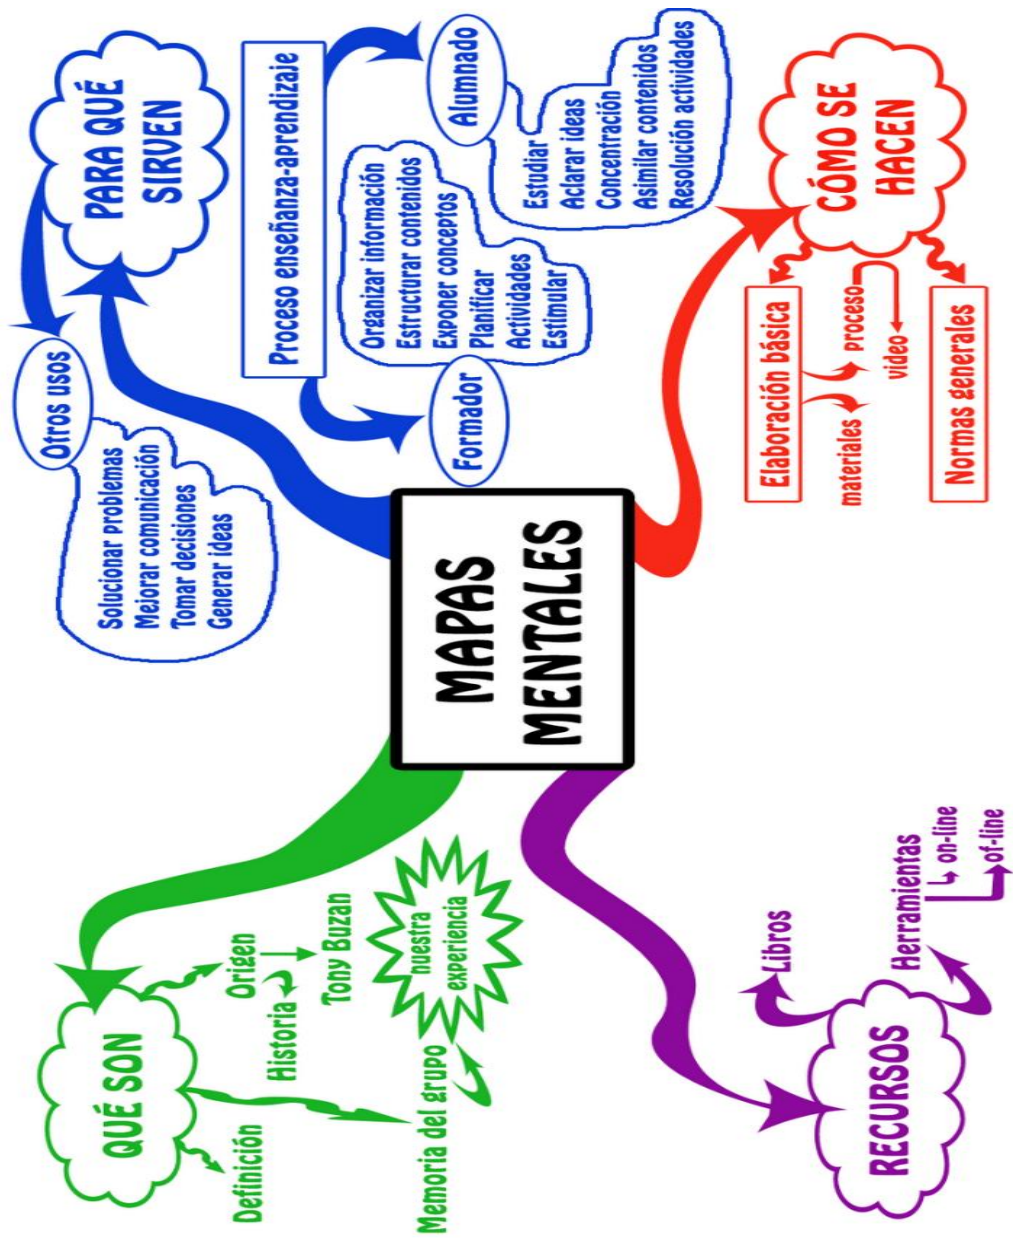 MAPAS
MENTALES
QUÉ SON
Definición
Origen
Historia
Tony Buzan
Memoria del grupo
nuestra
experiencia
PARA QUÉ
SIRVEN
Otros usos
Solucionar problemas
Mejorar comunicación
Tomar decisiones
Generar ideas
Proceso enseñanza-aprendizaje
Formador
Organizar información
Estructurar contenidos
Exponer conceptos
Planificar
Actividades
Estimular
Alumnado
Estudiar
Aclarar ideas
Concentración
Asimilar contenidos
Resolución actividades
CÓMO SE
HACEN
Elaboración básica
materiales
proceso
video
Normas generales
RECURSOS
Libros
Herramientas
on-line
of-line